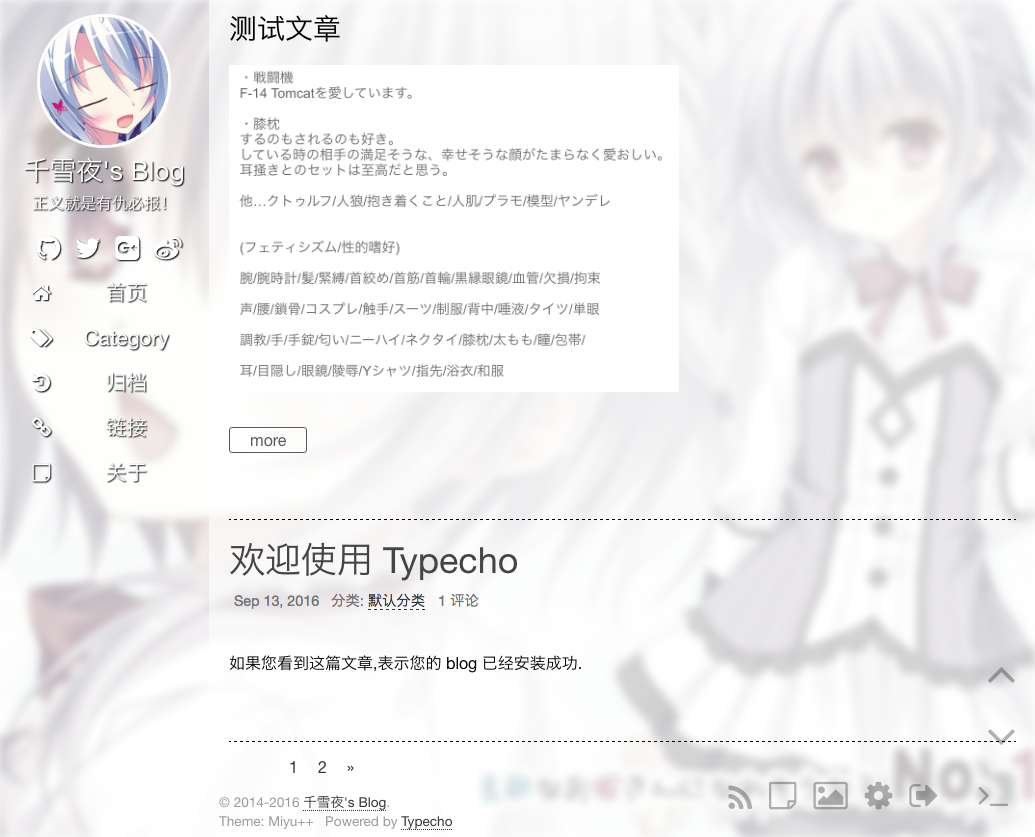 千雪夜's Blog
正义就是有仇必报！
首页
Category
归档
链接
关于
测试文章
・戦闘機
F-14 Tomcatを愛しています。
・膝枕
するのもされるのも好き。
している時の相手の満足そうな、幸せそうな顔がたまらなく愛おしい。
耳掻きとのセットは至高だと思う。
他…クトゥルフ/人狼/抱き着くこと/人肌/プラモ/模型/ヤンデレ
(フェティシズム/性的嗜好)
腕/腕時計/髪/緊縛/首絞め/首筋/首輪/黒縁眼鏡/血管/欠損/拘束
声/腰/鎖骨/コスプレ/触手/スーツ/制服/背中/唾液/タイツ/単眼
調教/手/手錠/匂い/ニーハイ/ネクタイ/膝枕/太もも/瞳/包帯/
耳/目隠し/眼鏡/陵辱/Yシャツ/指先/浴衣/和服
more
欢迎使用 Typecho
Sep 13, 2016 分类: 默认分类 1 评论
如果您看到这篇文章,表示您的 blog 已经安装成功.
1 2 »
© 2014-2016 千雪夜's Blog.
Theme: Miyu++ Powered by Typecho